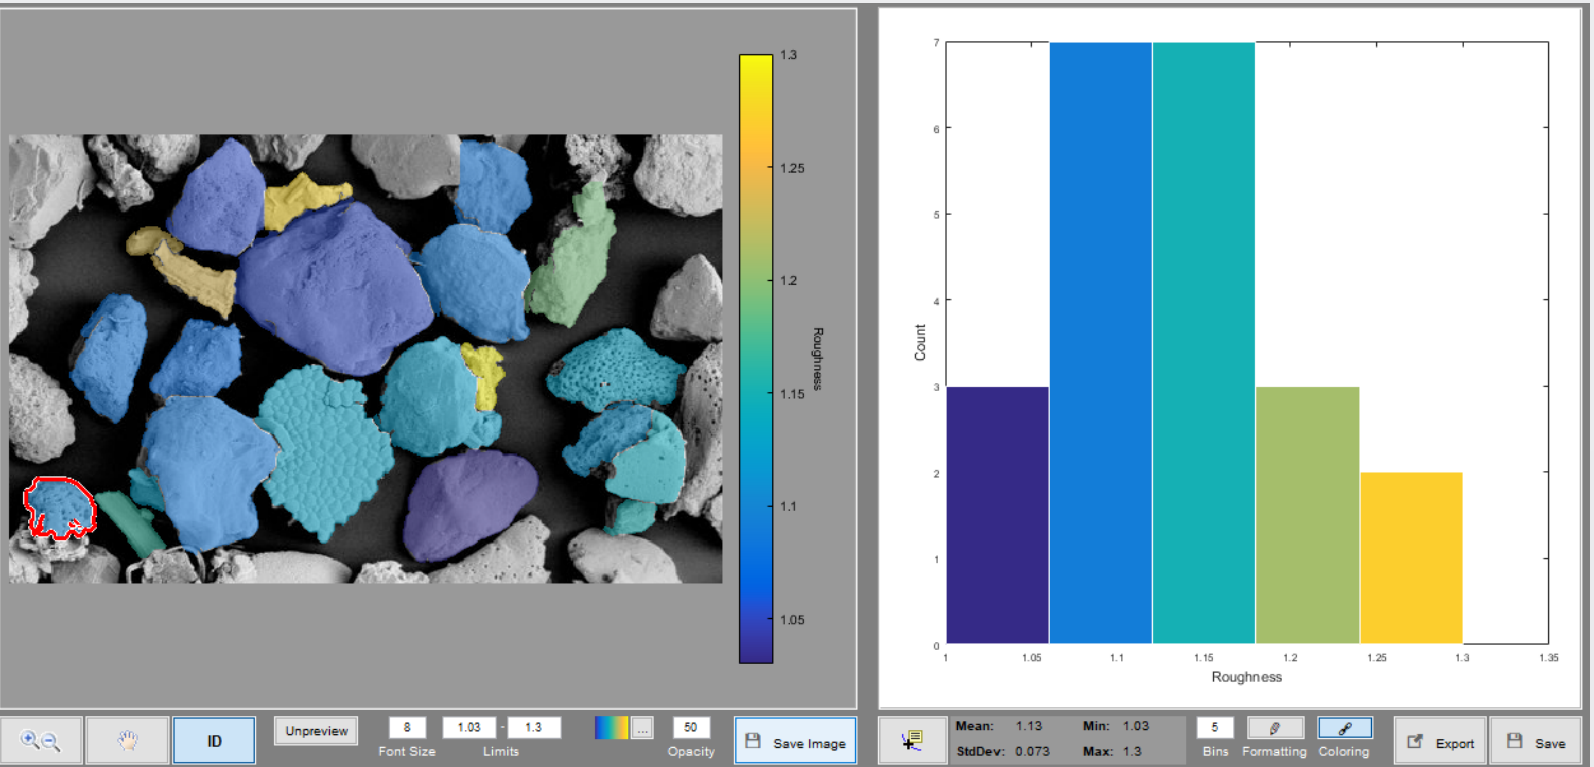 1.3
1.25
1.2
1.15
1.1
1.05
Roughness
7
6
5
4
3
2
1
0
Count
1
1.05
1.1
1.15
1.2
1.25
1.3
1.35
Roughness
ID
Unpreview
8
Font Size
1.03 - 1.3
Limits
...
50
Opacity
Save Image
Mean: 1.13 Min: 1.03
StdDev: 0.073 Max: 1.3
5
Bins
Formatting
Coloring
Export
Save